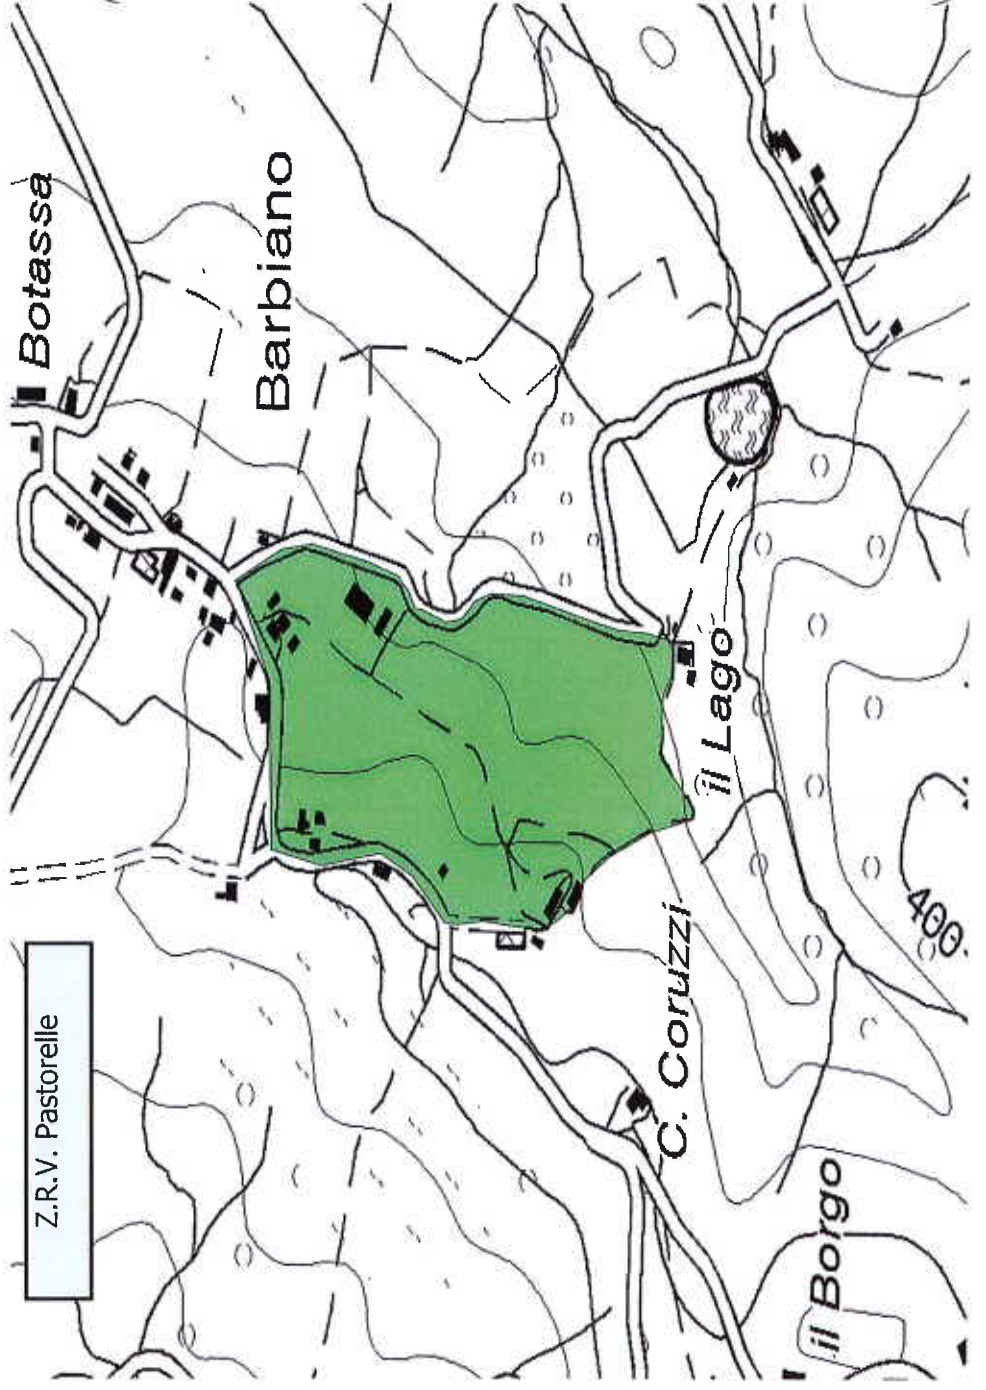 Z.R.V. Pastorelle
Botassa
Barbiano
il Lago
C. Coruzzi
il Borgo
400